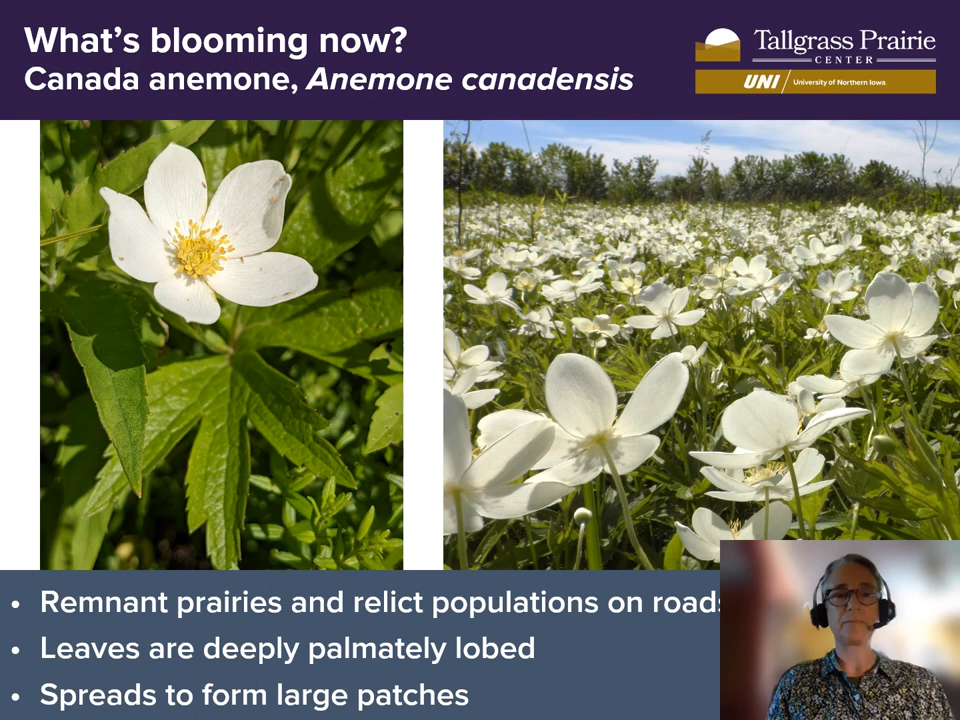 What's blooming now?
Canada anemone, Anemone canadensis
Tallgrass Prairie
CENTER
UNI University of Northern Iowa
• Remnant prairies and relict populations on roads
• Leaves are deeply palmately lobed
• Spreads to form large patches